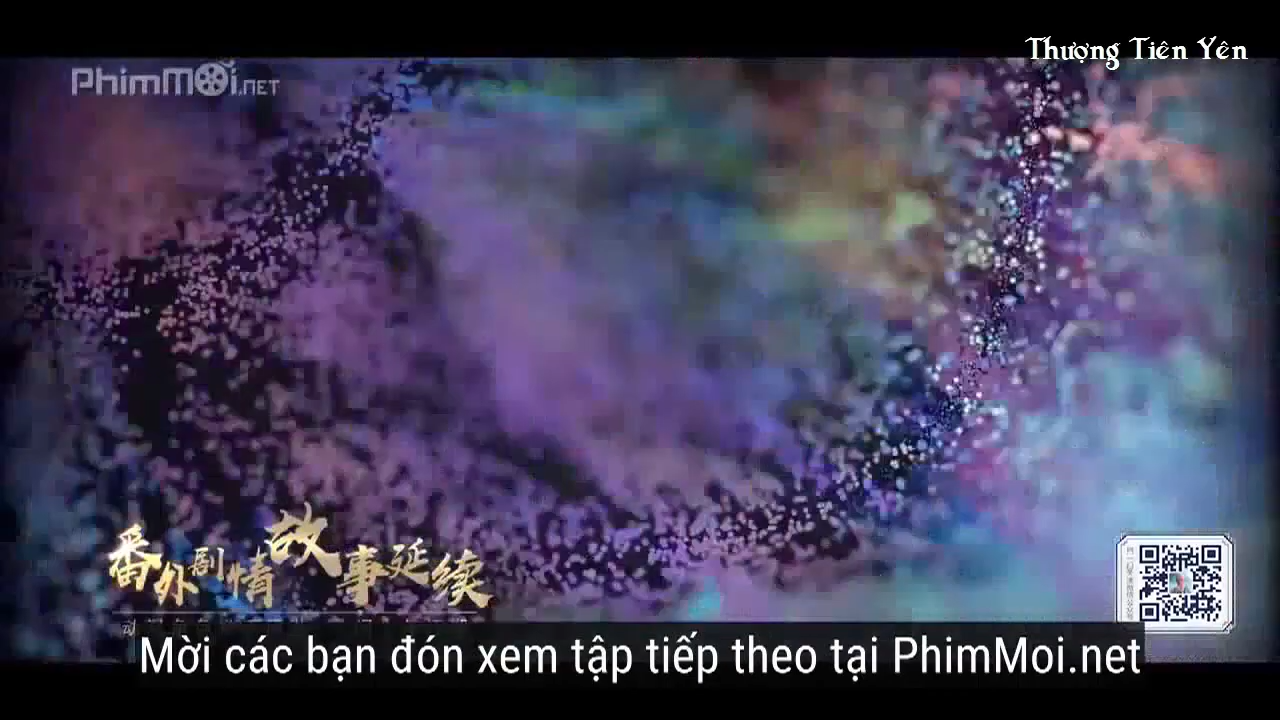 Thượng Tiên Yên
PhimMoi.NET
番外剧情故事延续
Mời các bạn đón xem tập tiếp theo tại PhimMoi.net